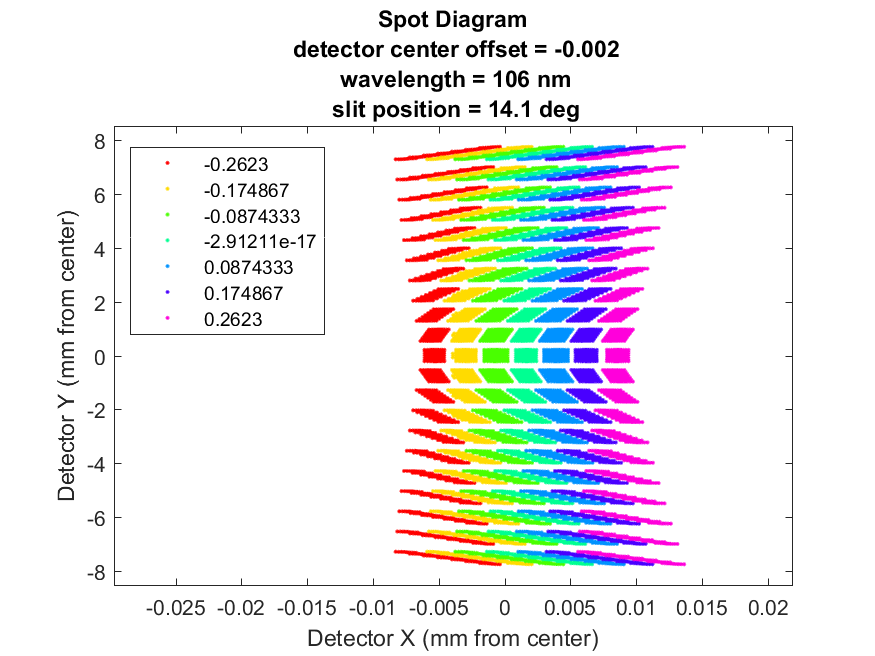 Spot Diagram
detector center offset = -0.002
wavelength = 106 nm
slit position = 14.1 deg
-0.2623
-0.174867
-0.0874333
-2.91211e-17
0.0874333
0.174867
0.2623
8
6
4
2
0
-2
-4
-6
-8
Detector Y (mm from center)
-0.025 -0.02 -0.015 -0.01 -0.005 0 0.005 0.01 0.015 0.02
Detector X (mm from center)